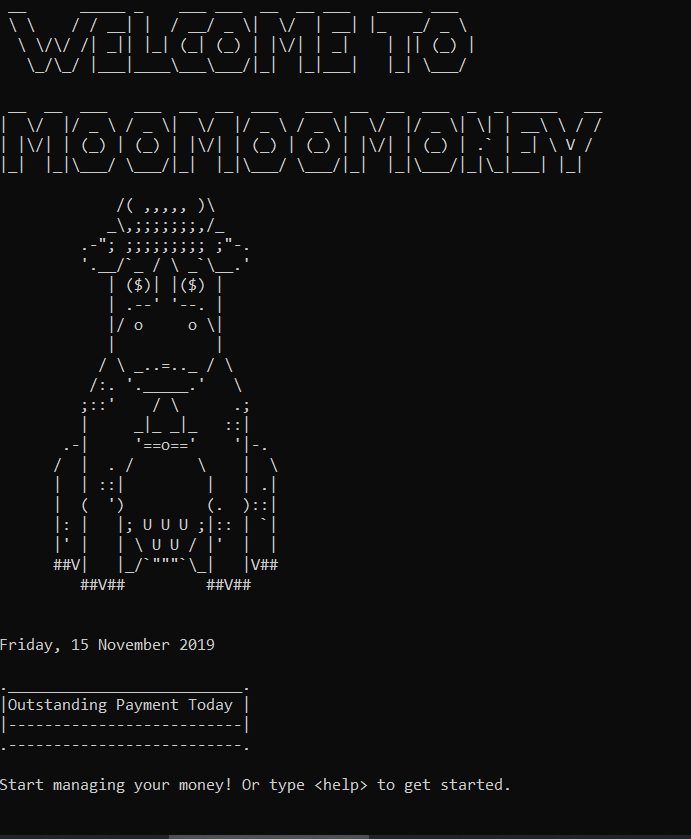 WELCOME TO
MOOMOOMONEY
Friday, 15 November 2019
Outstanding Payment Today
Start managing your money! Or type <help> to get started.